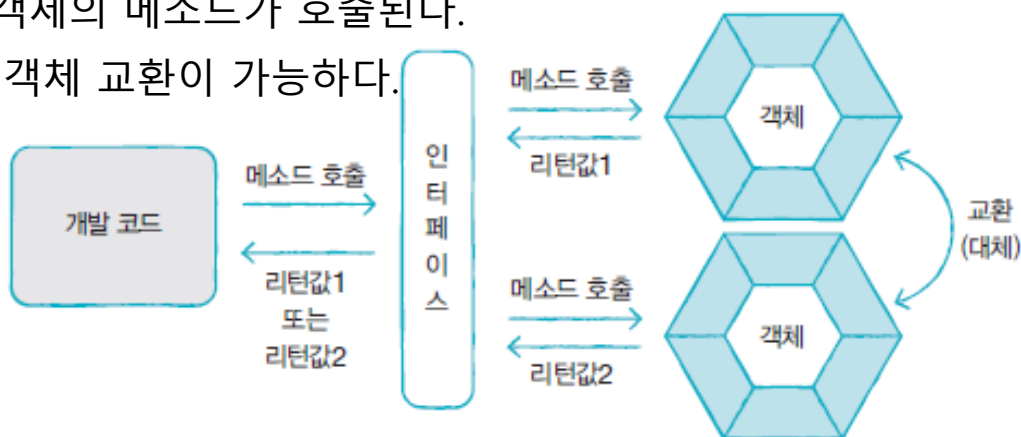 객체의 메소드가 호출된다.
객체 교환이 가능하다.
개발 코드
메소드 호출
리턴값1
또는
리턴값2
인
터
페
이
스
메소드 호출
리턴값1
객체
메소드 호출
리턴값2
객체
교환
(대체)